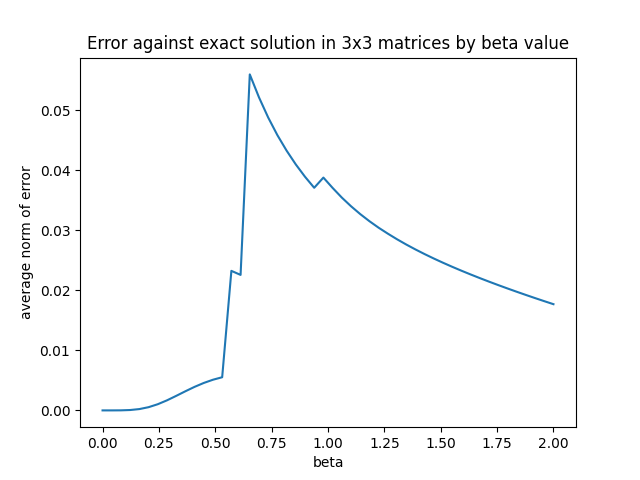 Error against exact solution in 3x3 matrices by beta value
average norm of error
0.05
0.04
0.03
0.02
0.01
0.00
0.00 0.25 0.50 0.75 1.00 1.25 1.50 1.75 2.00
beta